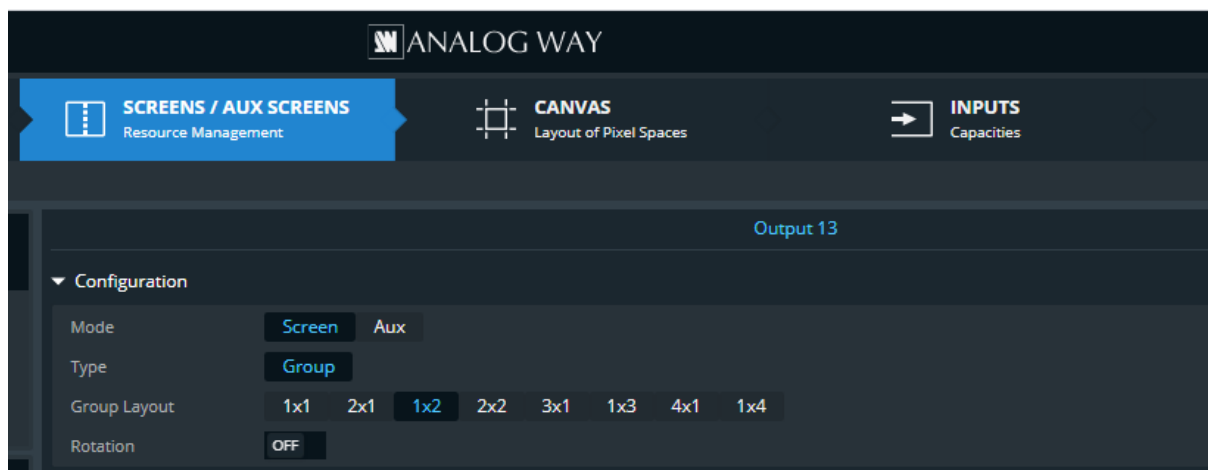 ANALOG WAY
SCREENS / AUX SCREENS
Resource Management
CANVAS
Layout of Pixel Spaces
INPUTS
Capacities
Output 13
Configuration
Mode Screen Aux
Type Group
Group Layout 1x1 2x1 1x2 2x2 3x1 1x3 4x1 1x4
Rotation OFF